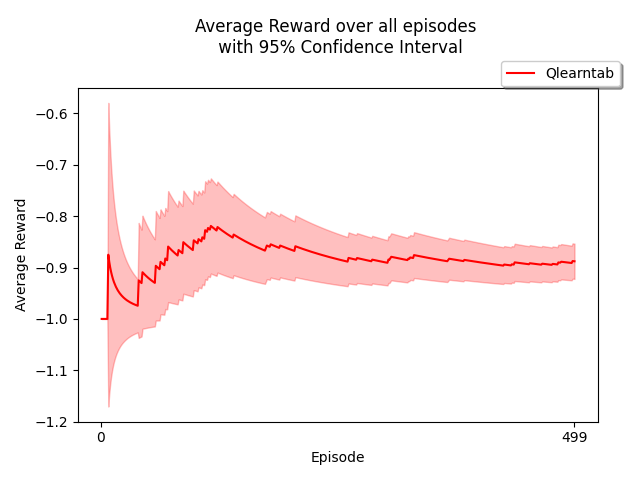 Average Reward over all episodes
with 95% Confidence Interval
Qlearntab
−0.6
−0.7
−0.8
−0.9
−1.0
−1.1
−1.2
Average Reward
0
499
Episode